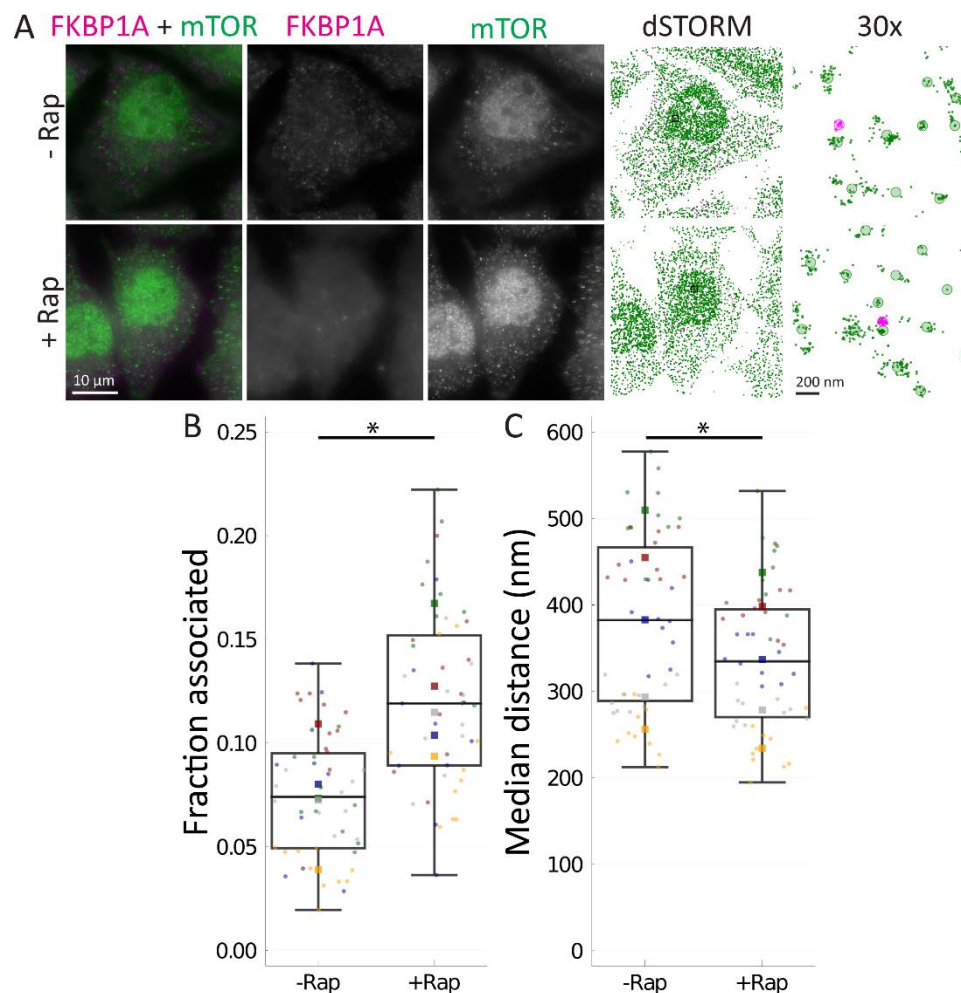 A
FKBP1A + mTOR
FKBP1A
mTOR
dSTORM
30x
- Rap
+ Rap
10 µm
200 nm
B
Fraction associated
0.25
0.20
0.15
0.10
0.05
0.00
*
-Rap
+Rap
C
Median distance (nm)
600
500
400
300
200
100
0
*
-Rap
+Rap